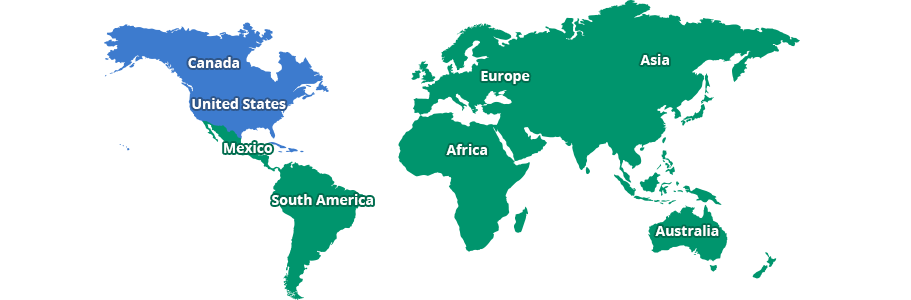 Canada
United States
Mexico
South America
Europe
Asia
Africa
Australia